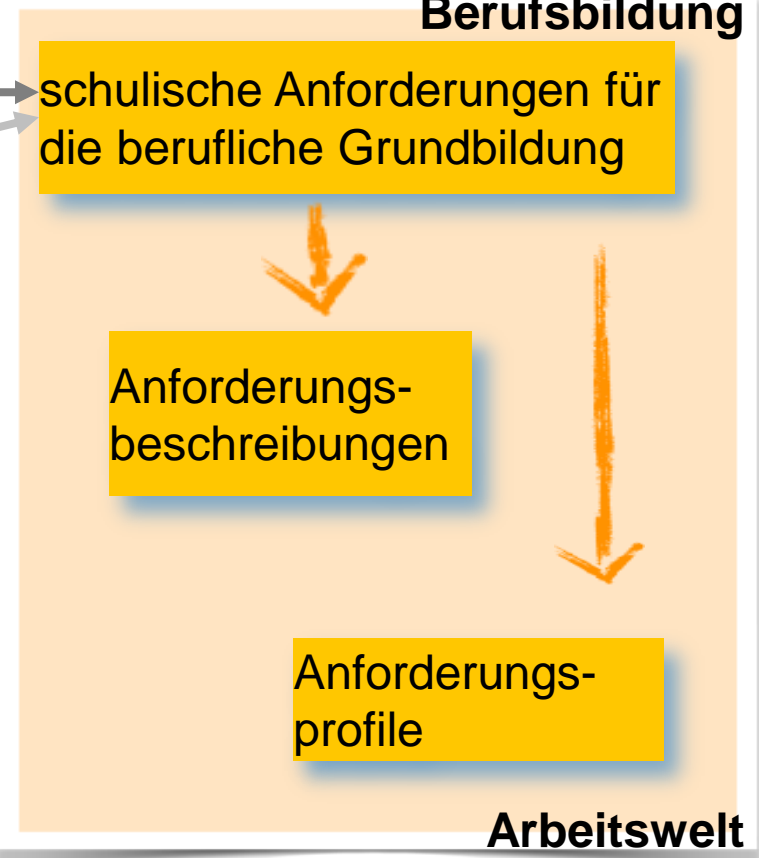 Berufsbildung
schulische Anforderungen für
die berufliche Grundbildung
Anforderungs-
beschreibungen
Anforderungs-
profile
Arbeitswelt